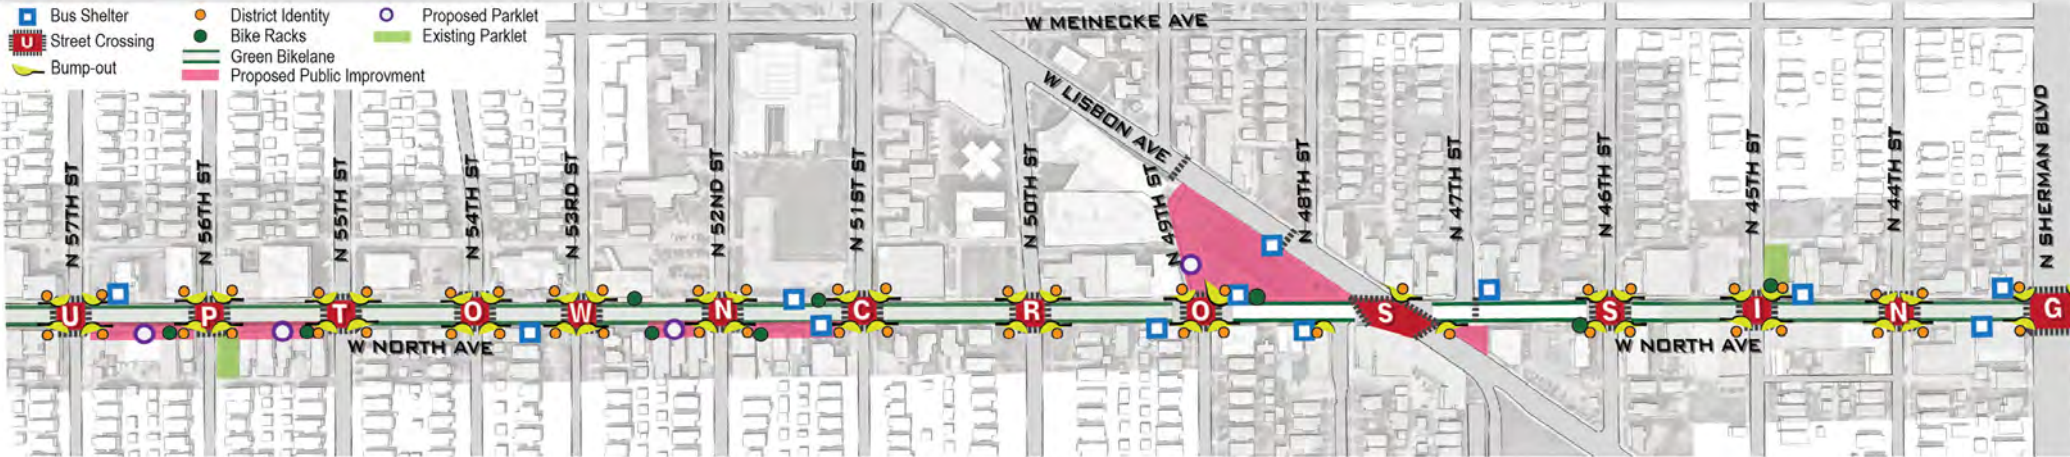 Bus Shelter
U Street Crossing
Bump-out
District Identity
Bike Racks
Green Bikelane
Proposed Public Improvment
Proposed Parklet
Existing Parklet
W MEINECKE AVE
W LISBON AVE
N 57TH ST
N 56TH ST
N 55TH ST
N 54TH ST
N 53RD ST
N 52ND ST
N 51ST ST
N 50TH ST
N 49TH ST
N 48TH ST
N 47TH ST
N 46TH ST
N 45TH ST
N 44TH ST
N SHERMAN BLVD
U P T O W N C R O S S I N G
W NORTH AVE
W NORTH AVE